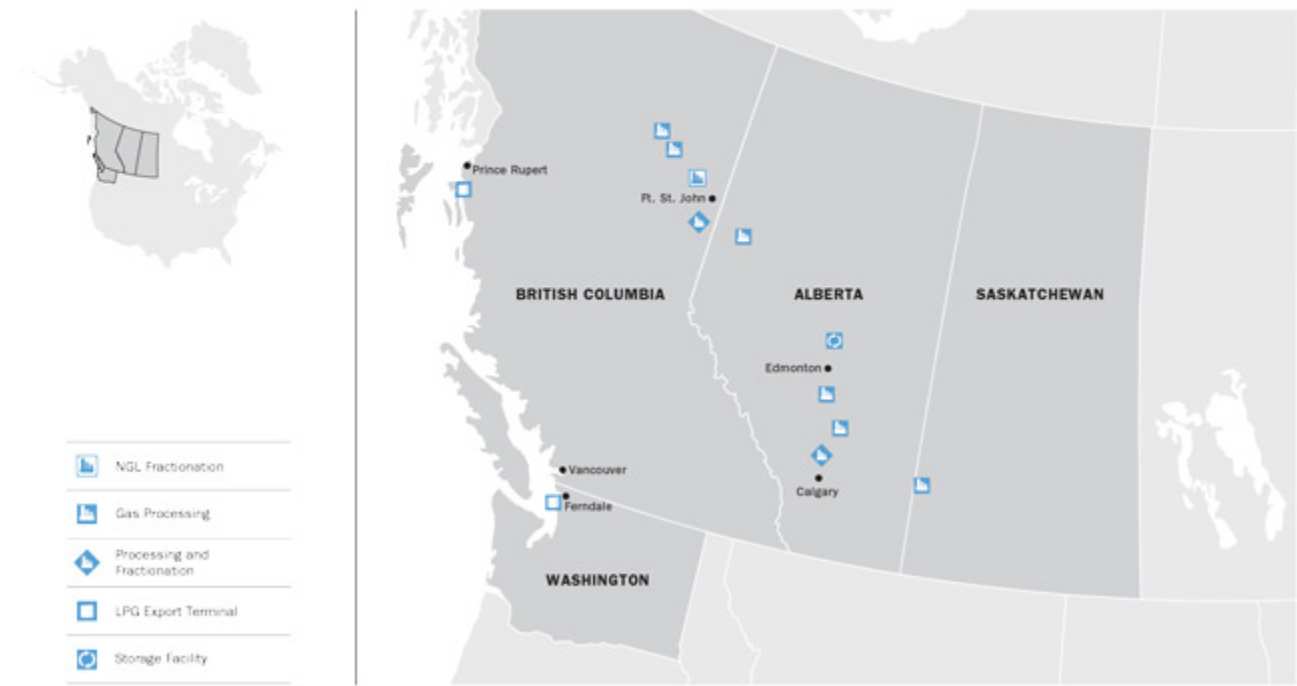 Prince Rupert
Ft. St. John
BRITISH COLUMBIA
ALBERTA
SASKATCHEWAN
Edmonton
Calgary
Vancouver
Ferndale
WASHINGTON
NGL Fractionation
Gas Processing
Processing and
Fractionation
LPG Export Terminal
Storage Facility